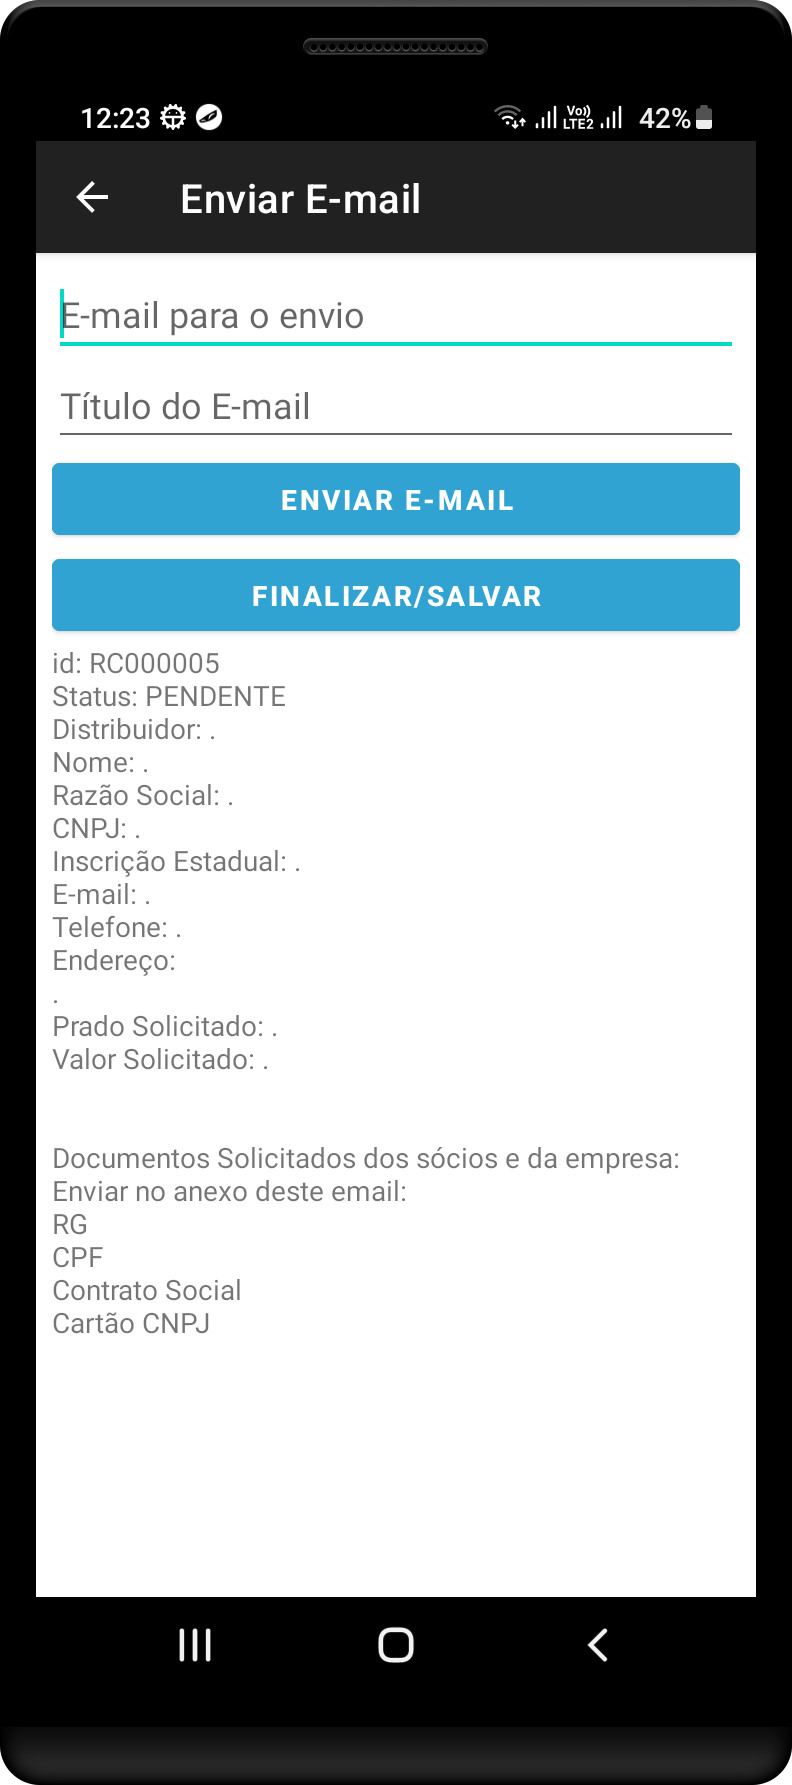 12:23
Vo))
LTE2
42%
Enviar E-mail
E-mail para o envio
Título do E-mail
ENVIAR E-MAIL
FINALIZAR/SALVAR
id: RC000005
Status: PENDENTE
Distribuidor: .
Nome: .
Razão Social: .
CNPJ: .
Inscrição Estadual: .
E-mail: .
Telefone: .
Endereço:
.
Prado Solicitado: .
Valor Solicitado: .
Documentos Solicitados dos sócios e da empresa:
Enviar no anexo deste email:
RG
CPF
Contrato Social
Cartão CNPJ